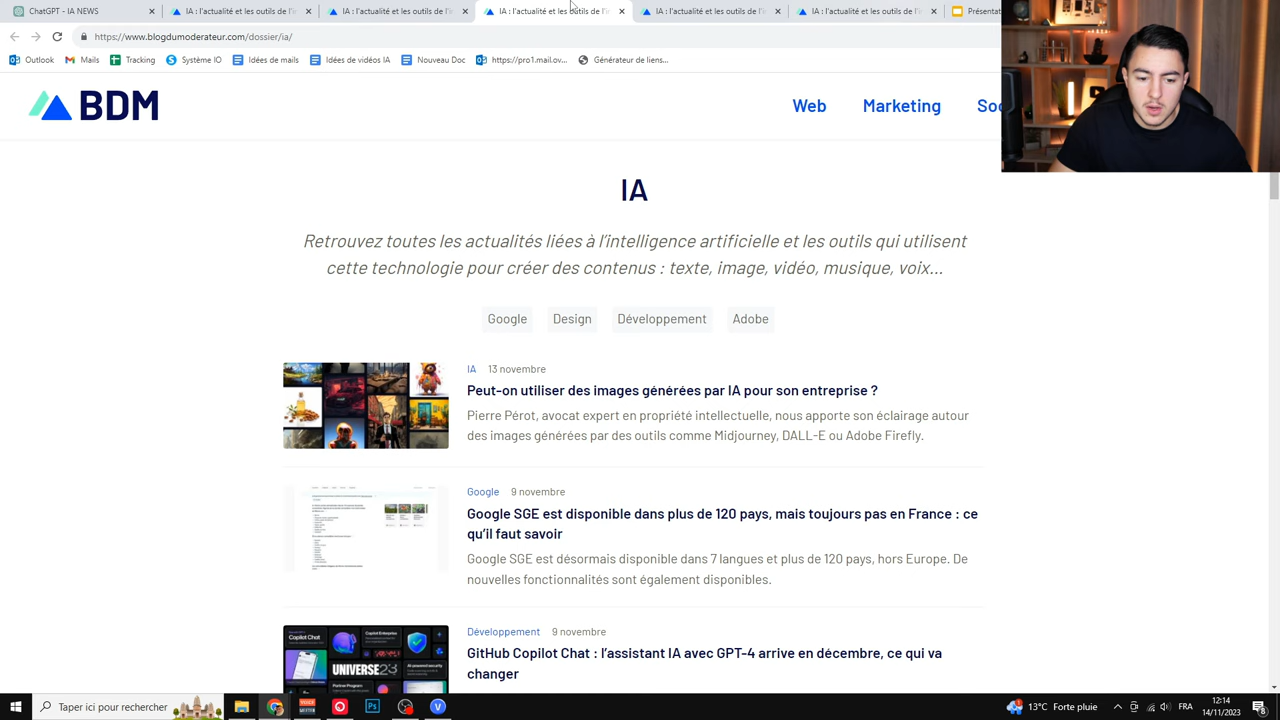 ChatGPT - IA NEWS
IA : l'actualité et les outils de l'in
IA : l'actualité et les outils de l'in
IA : l'actualité et les outils de l'in
IA : l'actualité et les outils de l'in
IA : l'actualité et les outils de l'in
Présentat
https://www.blogdumoderateur.com/dossier/ia/
Outlook
Mails
Tracking
Système IO
Idées de mails
Idées de vidéos IA
Nouveau Doc
https://pro1.mail.ov...
Générateur de liens...
BDM
Web
Marketing
IA
Retrouvez toutes les actualités liées à l'intelligence artificielle et les outils qui utilisent
cette technologie pour créer des contenus : texte, image, vidéo, musique, voix...
Google
Design
Développement
Adobe
IA 13 novembre
Peut-on utiliser des images générées par IA pour son entreprise ?
Pierre Pérot, avocat expert en propriété intellectuelle, nous apporte son éclairage autour
des images générées par des outils comme Midjourney, DALL-E ou Adobe Firefly.
Google novembre
Google SGE est disponible dans plus de 120 pays, mais toujours pas en France : ce
qu'il faut savoir
SGE est désormais disponible dans 7 langues et plus de 120 pays, hors Europe. De
nouvelles fonctionnalités sont également disponibles.
Copilot Chat
Copilot Enterprise
UNIVERSE23
Partner Program
AI-powered security
Développement novembre
GitHub Copilot Chat : l'assistant IA avec GPT-4 arrive en décembre, ce qui va
changer
Taper ici pour rechercher
13°C Forte pluie
FRA
12:14
14/11/2023